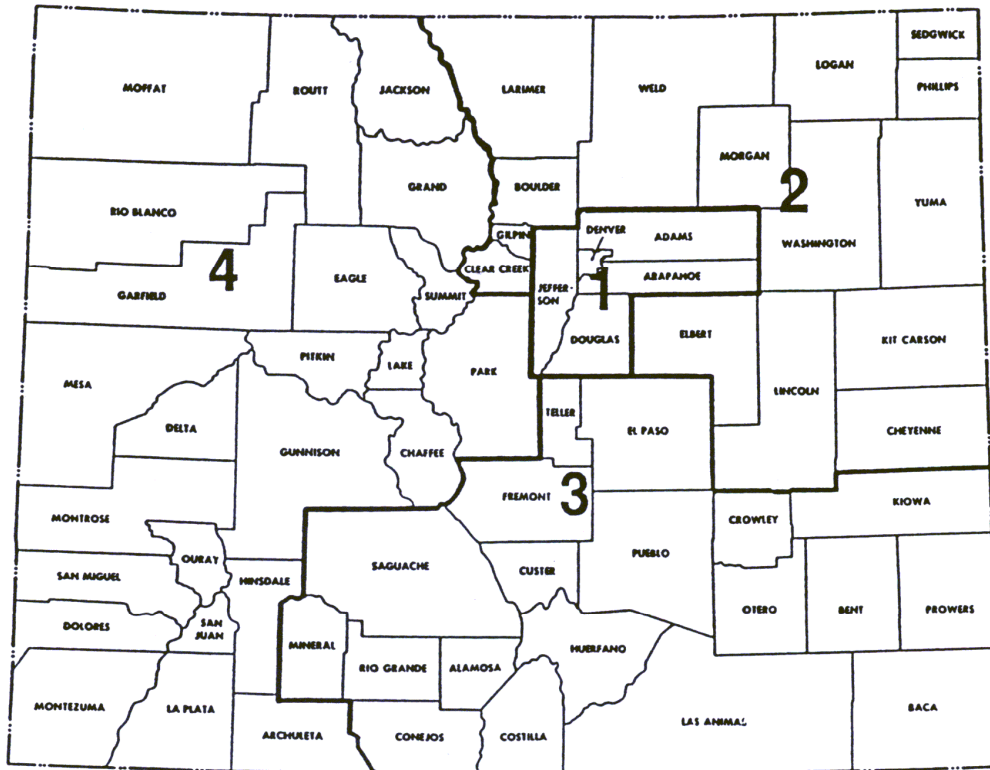 SEDGWICK
LOGAN
MOFFAT
ROUTT
JACKSON
LARIMER
WELD
PHILLIPS
MORGAN
2
GRAND
BOULDER
RIO BLANCO
YUMA
GILPIN
DENVER
ADAMS
WASHINGTON
4
EAGLE
CLEAR CREEK
1
ARAPAHOE
GARFIELD
SUMMIT
JEFFER-
SON
DOUGLAS
ELBERT
KIT CARSON
PITKIN
LAKE
PARK
MESA
LINCOLN
TELLER
DELTA
GUNNISON
CHAFFEE
EL PASO
CHEYENNE
FREMONT
3
KIOWA
MONTROSE
CROWLEY
OURAY
SAGUACHE
CUSTER
PUEBLO
SAN MIGUEL
HINSDALE
OTERO
BENT
PROWERS
DOLORES
SAN
JUAN
MINERAL
RIO GRANDE
ALAMOSA
HUERFANO
MONTEZUMA
LA PLATA
ARCHULETA
CONEJOS
COSTILLA
LAS ANIMAS
BACA